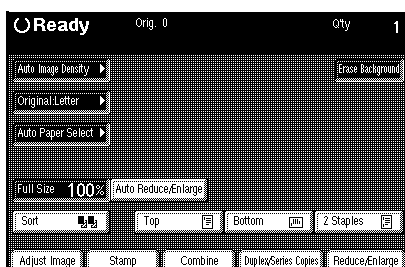 Ready Orig. 0 Q'ty 1
Auto Image Density Erase Background
Original:Letter
Auto Paper Select
Full Size 100% Auto Reduce/Enlarge
Sort Top Bottom 2 Staples
Adjust Image Stamp Combine Duplex/Series Copies Reduce/Enlarge